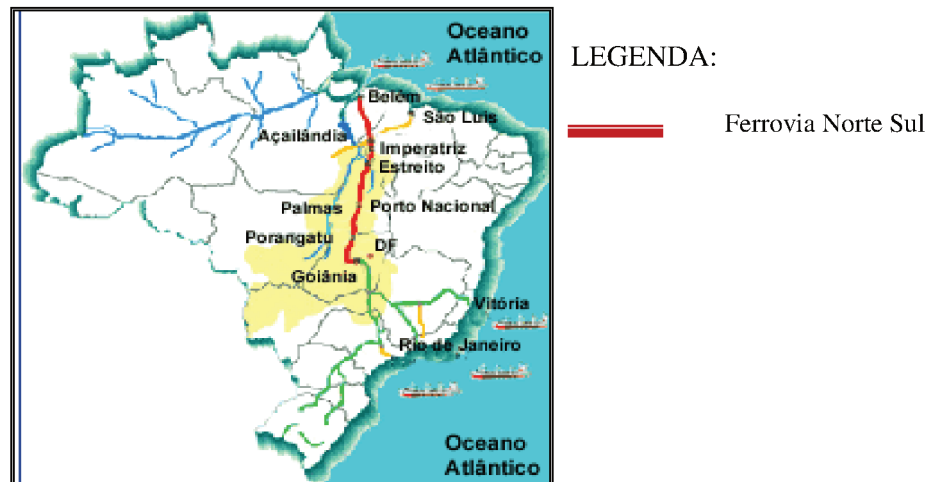 Oceano
Atlântico
LEGENDA:
Belém
São Luis
Ferrovia Norte Sul
Açailândia
Imperatriz
Estreito
Palmas
Porto Nacional
Porangatu
DF
Goiânia
Vitória
Rio de Janeiro
Oceano
Atlântico